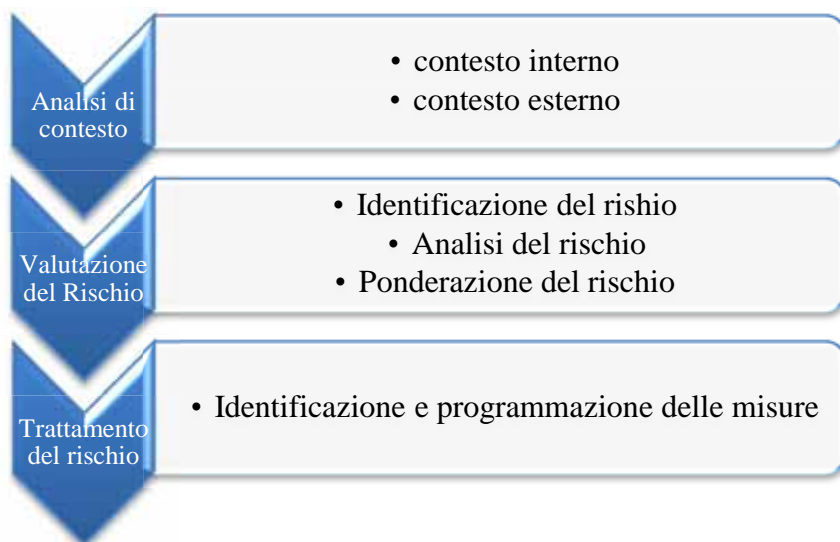 Analisi di
contesto
• contesto interno
• contesto esterno
Valutazione
del Rischio
• Identificazione del rishio
• Analisi del rischio
• Ponderazione del rischio
Trattamento
del rischio
• Identificazione e programmazione delle misure